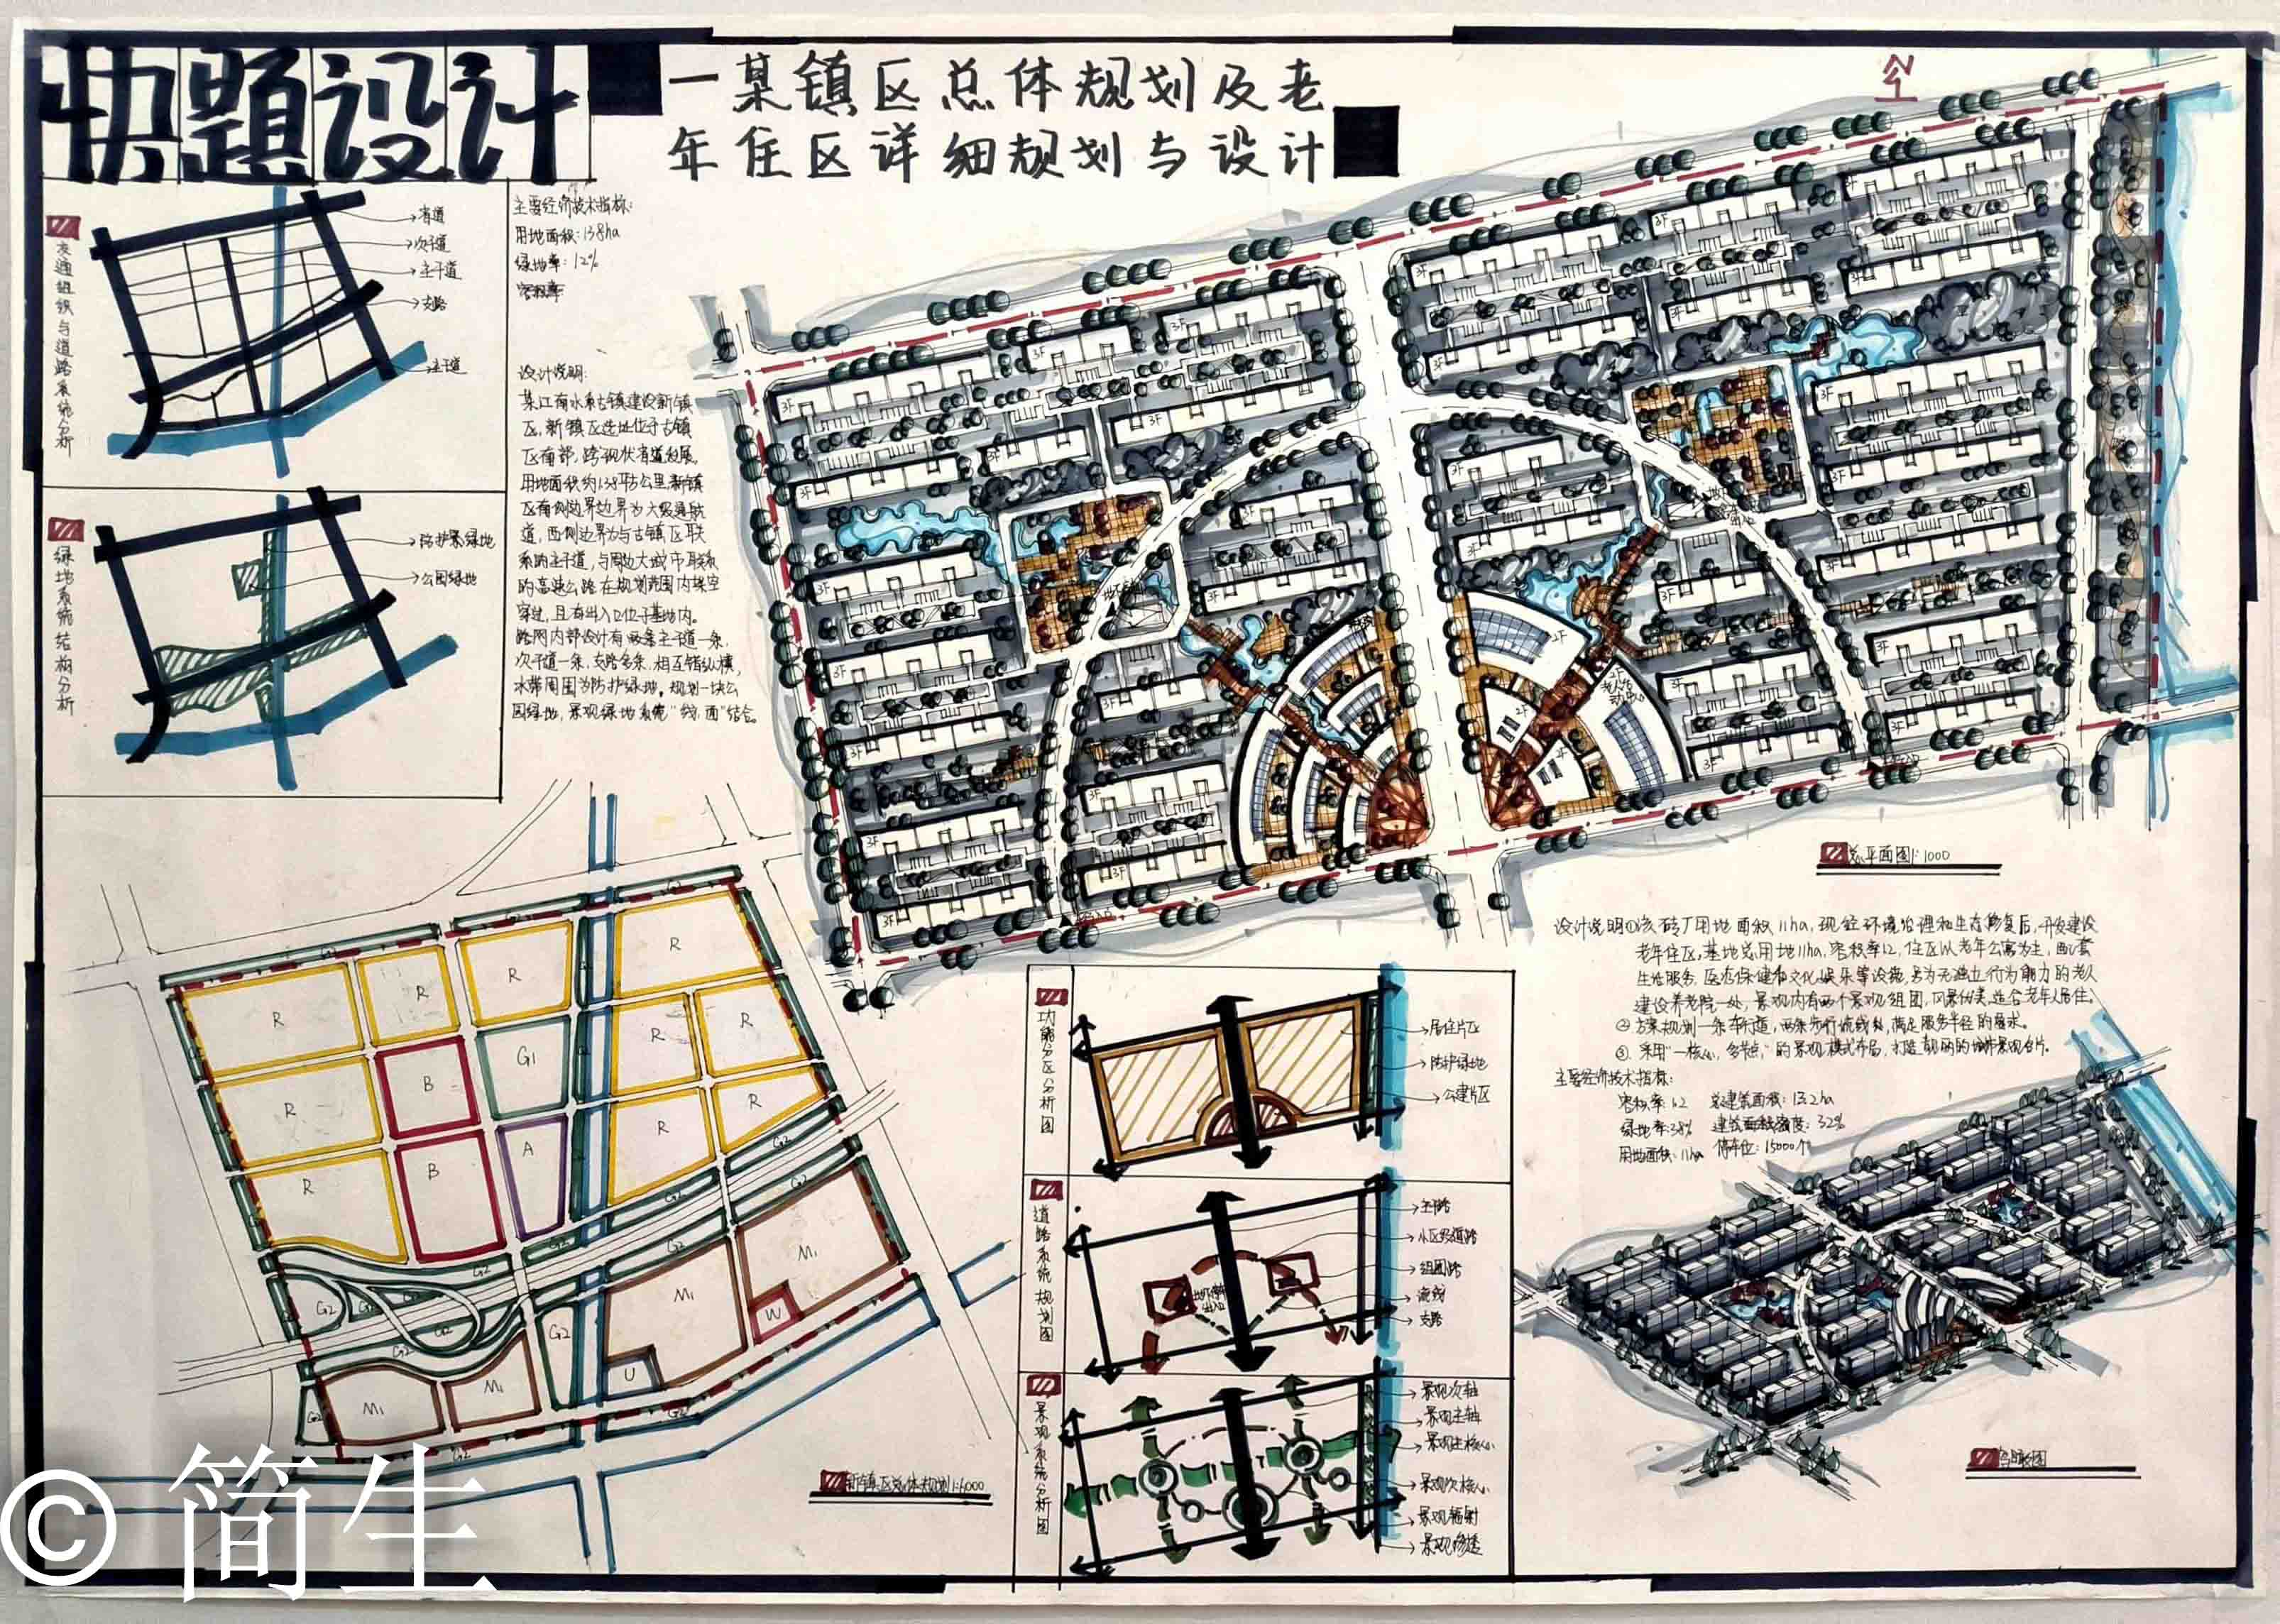 快题设计
一某镇区总体规划及老
年住区详细规划与设计
N
交通组织与道路系统分析
省道
次干道
主干道
支路
主干道
绿地系统结构分析
防护景绿地
公园绿地
主要经济技术指标:
用地面积:138ha
绿地率:12%
容积率
设计说明:
某江南水乡古镇建设新镇
区,新镇区选址位于古镇
区南部,跨现状省道发展。
用地面积约1.38平方公里新镇
区南侧边界边界为
道,西侧边界为与古镇区联
系的主干道,与周边大城市联系
的高速公路在规划范围内架空
穿过,且有出入口位于基地内。
路网内部设计有两条主干道一条,
次干道一条,支路多条,相互错纵横,
水带周围为防护绿地。规划一块公
园绿地,景观绿地系统"线,面"结合。
3F
2F
总平面图1:1000
设计说明①该砖厂用地面积11ha,现经环境治理和生态修复后,开发建设
老年住区,基地总用地11ha,容积率1.2,住区以老年公寓为主,配套
生活服务、医疗保健和文化娱乐等设施,另为无独立行为能力的老人
建设养老院一处,景观内有两个景观组团,风景优美,适合老年人居住。
②方案规划一条车行道,两条步行流线,满足服务半径的要求。
③.采用"一核心,多节点"的景观模式布局,打造靓丽的城市景观名片。
主要经济技术指标:
容积率:1.2 总建筑面积:13.2ha
绿地率:38% 建筑面积密度:32%
用地面积:11ha 停车位:15000个
R
R
R
R
R
R
R
B
G1
R
R
R
B
A
R
G2
M1
M1
W
U
M1
M1
新镇区总体规划1:6000
功能分区分析图
居住片区
防护绿地
公建片区
道路系统规划图
主干路
小区级道路
组团路
流线
支路
景观系统分析图
景观次轴
景观主轴
景观主核心
景观次核心
景观辐射
景观渗透
鸟瞰图
© 简生